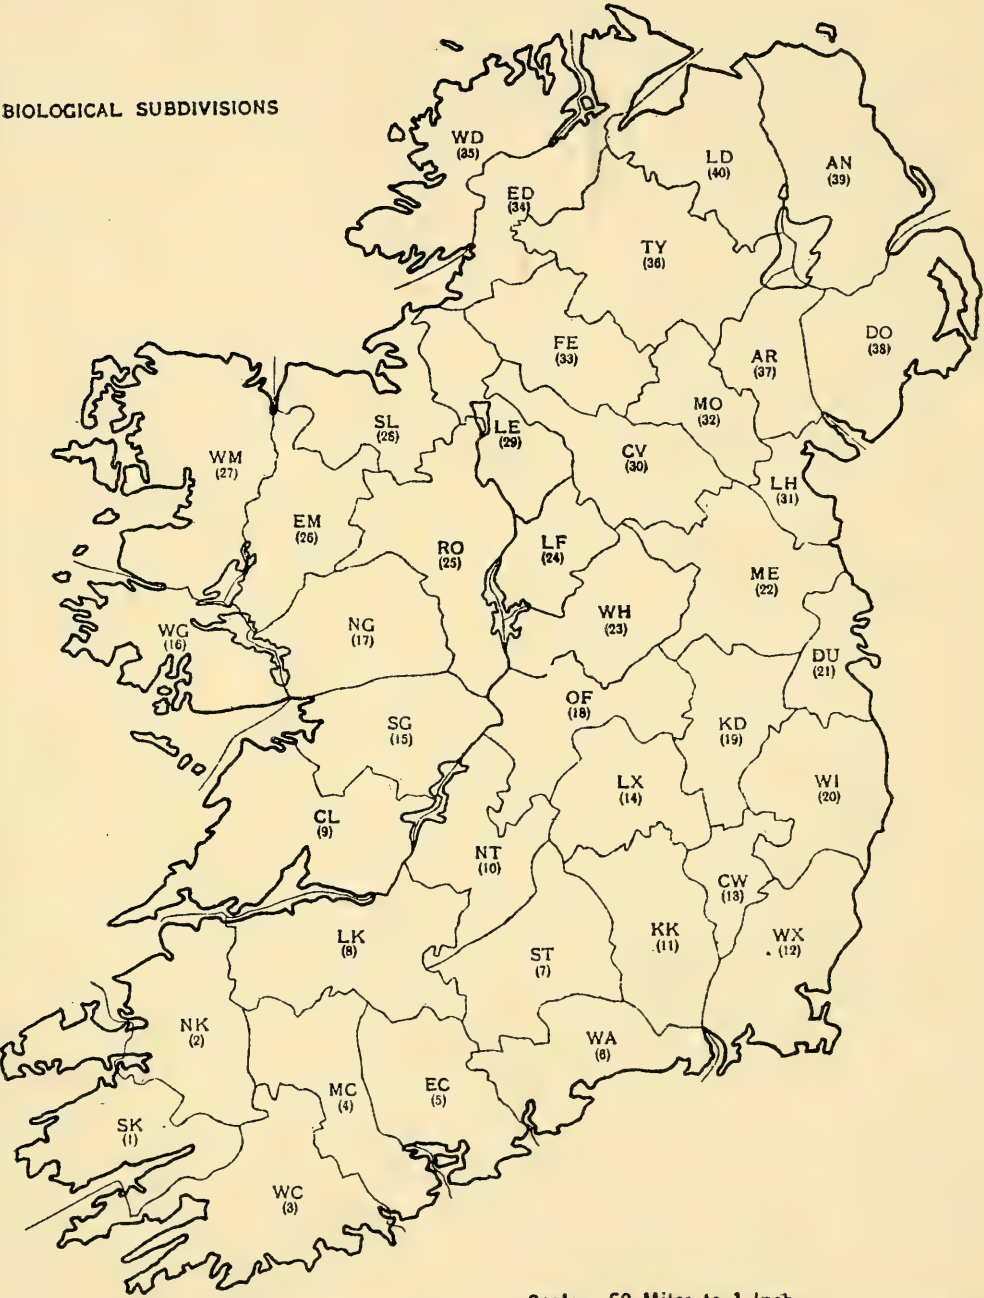 BIOLOGICAL SUBDIVISIONS
WD
(35)
LD
(40)
AN
(39)
ED
(34)
TY
(36)
FE
(33)
DO
(38)
AR
(37)
MO
(32)
SL
(28)
LE
(29)
CV
(30)
WM
(27)
LH
(31)
EM
(26)
RO
(25)
LF
(24)
ME
(22)
WH
(23)
WG
(16)
NG
(17)
DU
(21)
OF
(18)
SG
(15)
KD
(19)
LX
(14)
WI
(20)
CL
(9)
NT
(10)
CW
(13)
LK
(8)
ST
(7)
KK
(11)
WX
(12)
NK
(2)
WA
(6)
MC
(4)
EC
(5)
SK
(1)
WC
(3)
50 Miles to 1 Inch